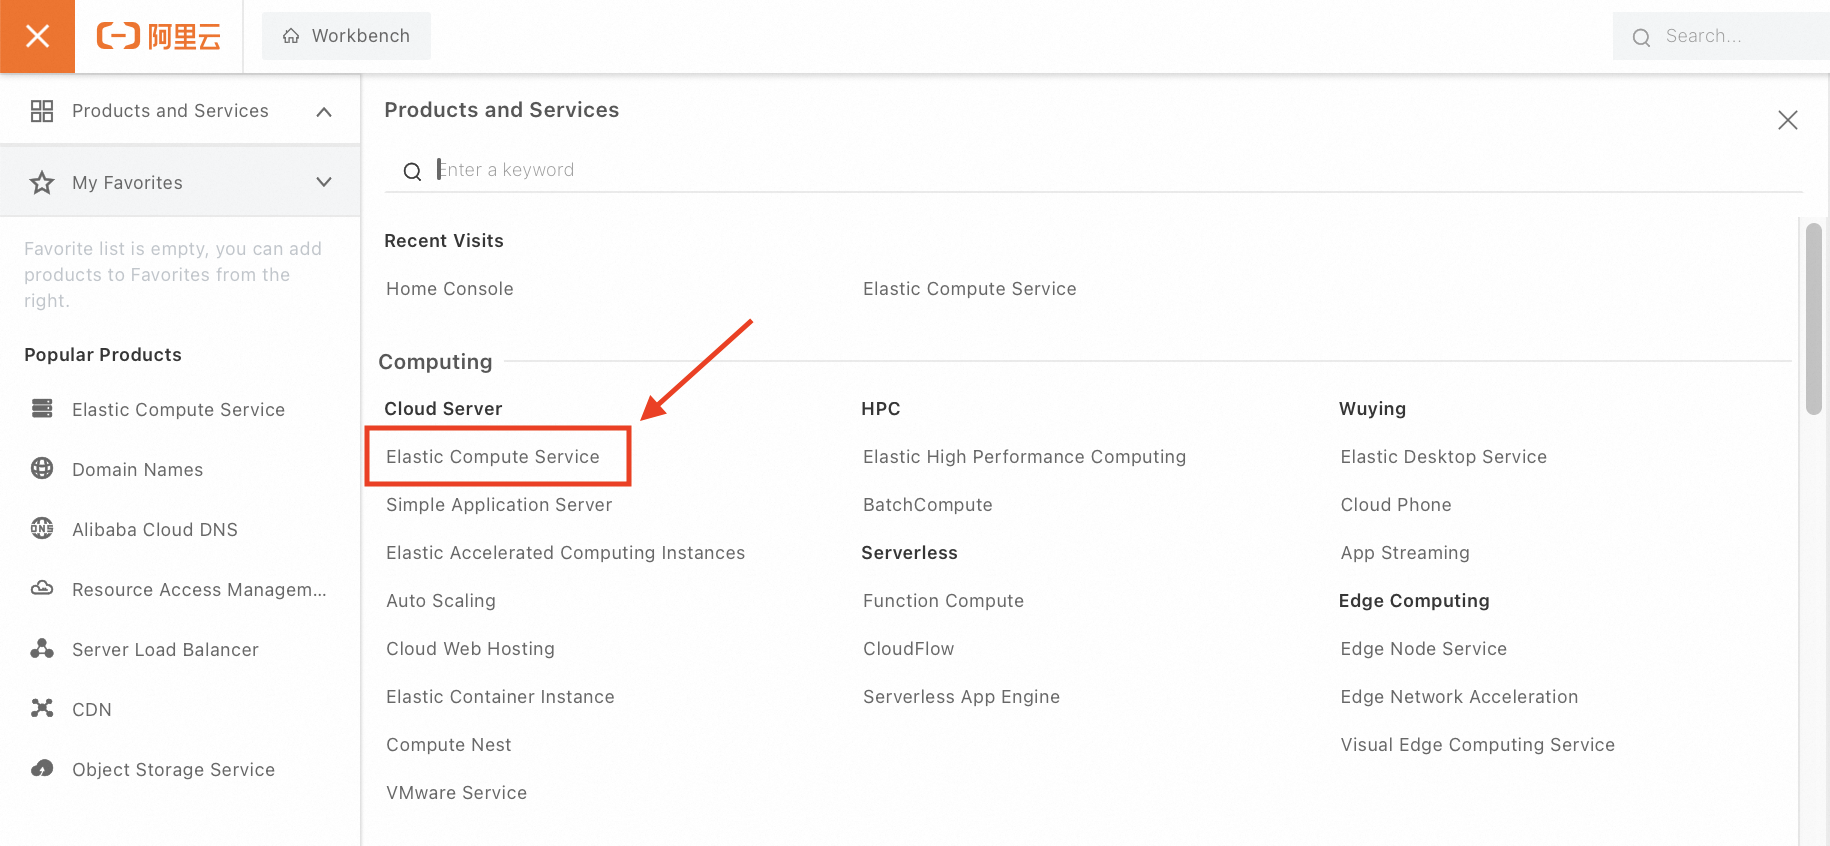 阿里云
Workbench
Search...
Products and Services
My Favorites
Favorite list is empty, you can add
products to Favorites from the
right.
Popular Products
Elastic Compute Service
Domain Names
DNS
Alibaba Cloud DNS
Resource Access Managem...
Server Load Balancer
CDN
Object Storage Service
Products and Services
Enter a keyword
Recent Visits
Home Console
Elastic Compute Service
Computing
Cloud Server
Elastic Compute Service
Simple Application Server
Elastic Accelerated Computing Instances
Auto Scaling
Cloud Web Hosting
Elastic Container Instance
Compute Nest
VMware Service
HPC
Elastic High Performance Computing
BatchCompute
Serverless
Function Compute
CloudFlow
Serverless App Engine
Wuying
Elastic Desktop Service
Cloud Phone
App Streaming
Edge Computing
Edge Node Service
Edge Network Acceleration
Visual Edge Computing Service